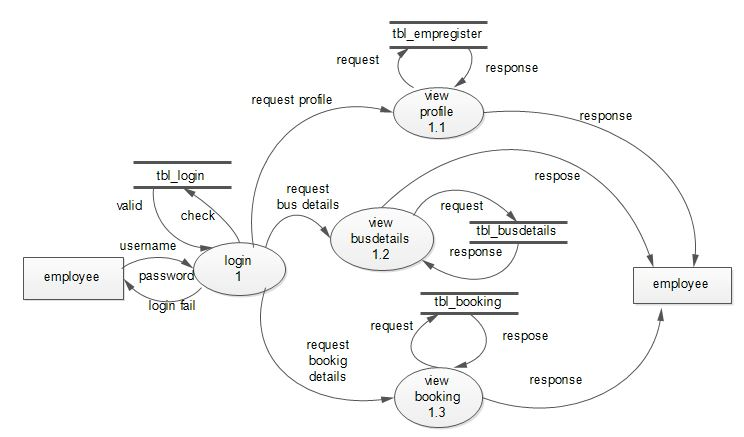 tbl_empregister
request
response
view
profile
1.1
request profile
response
tbl_login
valid
check
request
bus details
respose
request
view
busdetails
1.2
tbl_busdetails
response
username
password
login fail
employee
login
1
employee
tbl_booking
request
respose
request
bookig
details
view
booking
1.3
response